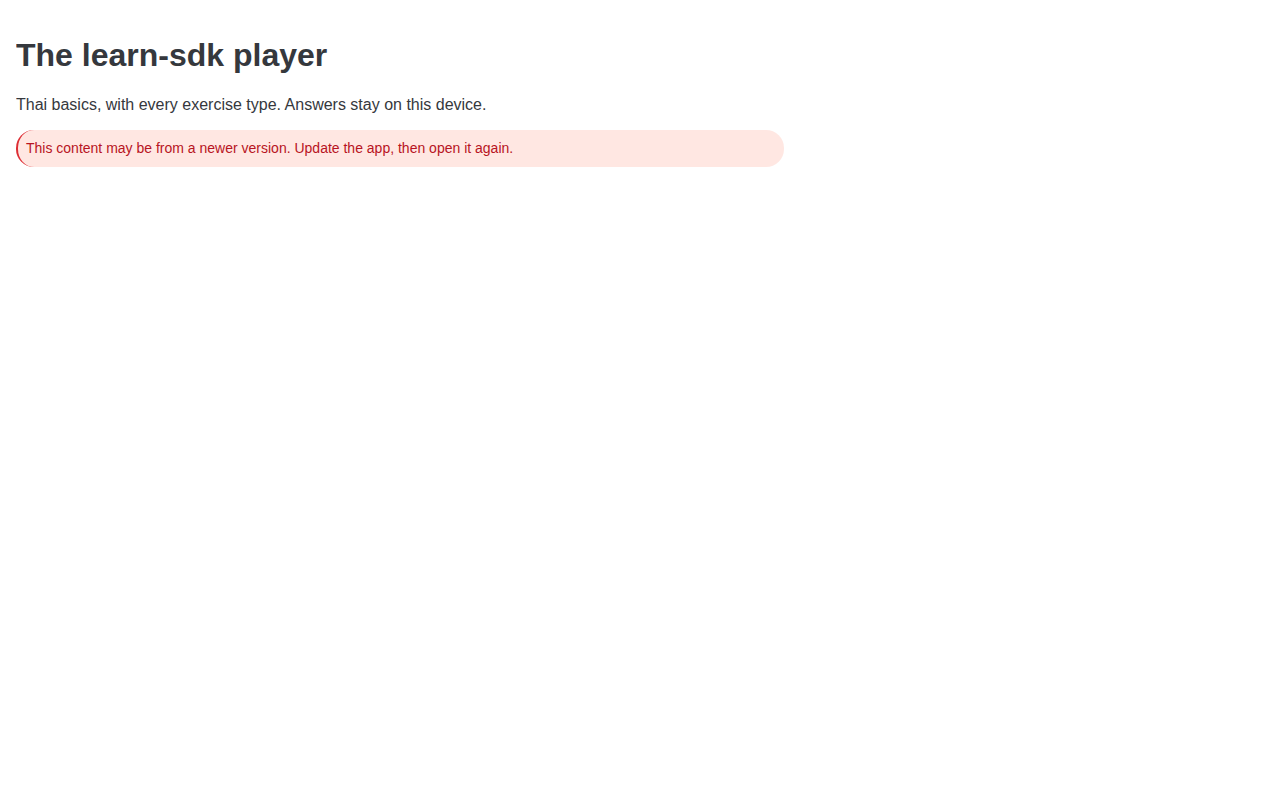 The learn-sdk player
Thai basics, with every exercise type. Answers stay on this device.
This content may be from a newer version. Update the app, then open it again.